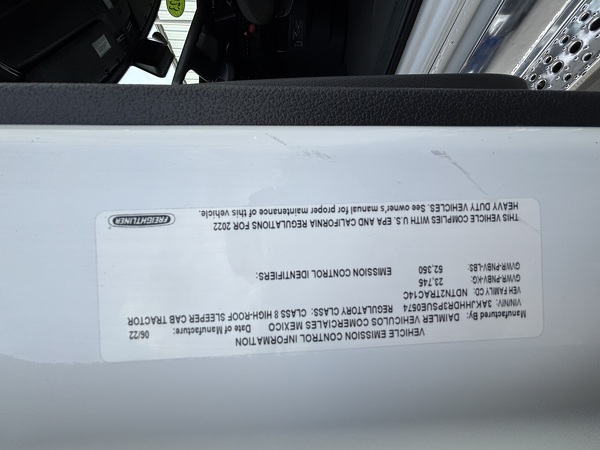 VEHICLE EMISSION CONTROL INFORMATION
Manufactured By: DAIMLER VEHICULOS COMERCIALES MEXICO Date of Manufacture: 06/22
VIN/NIV: 3AKJHHDR3PSUE0574 REGULATORY CLASS: CLASS 8 HIGH-ROOF SLEEPER CAB TRACTOR
VEH FAMILY CD: NDTN2TRAC14C
GVWR-PNBV-KG: 23,745
GVWR-PNBV-LBS: 52,350 EMISSION CONTROL IDENTIFIERS:
THIS VEHICLE COMPLIES WITH U.S. EPA AND CALIFORNIA REGULATIONS FOR 2022
HEAVY DUTY VEHICLES. See owner's manual for proper maintenance of this vehicle.
FREIGHTLINER